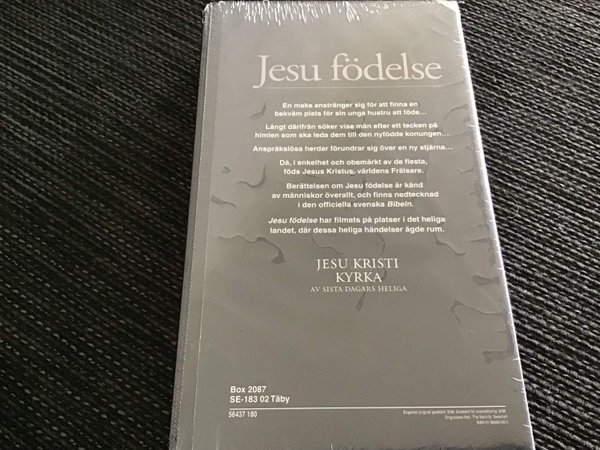 Jesu födelse
En make anstränger sig för att finna en
bekväm plats för sin unga hustru att föda...
Långt därifrån söker vise män efter ett tecken på
himlen som ska leda dem till den nyfödde konungen...
Anspråkslösa herdar förundrar sig över en ny stjärna...
Då, i enkelhet och obemärkt av de flesta,
föds Jesus Kristus, världens Frälsare.
Berättelsen om Jesu födelse är känd
av människor överallt, och finns nedtecknad
i den officiella svenska Bibeln.
Jesu födelse har filmats på platser i det heliga
landet, där dessa heliga händelser ägde rum.
JESU KRISTI
KYRKA
AV SISTA DAGARS HELIGA
Box 2087
SE-183 02 Täby
56437 180